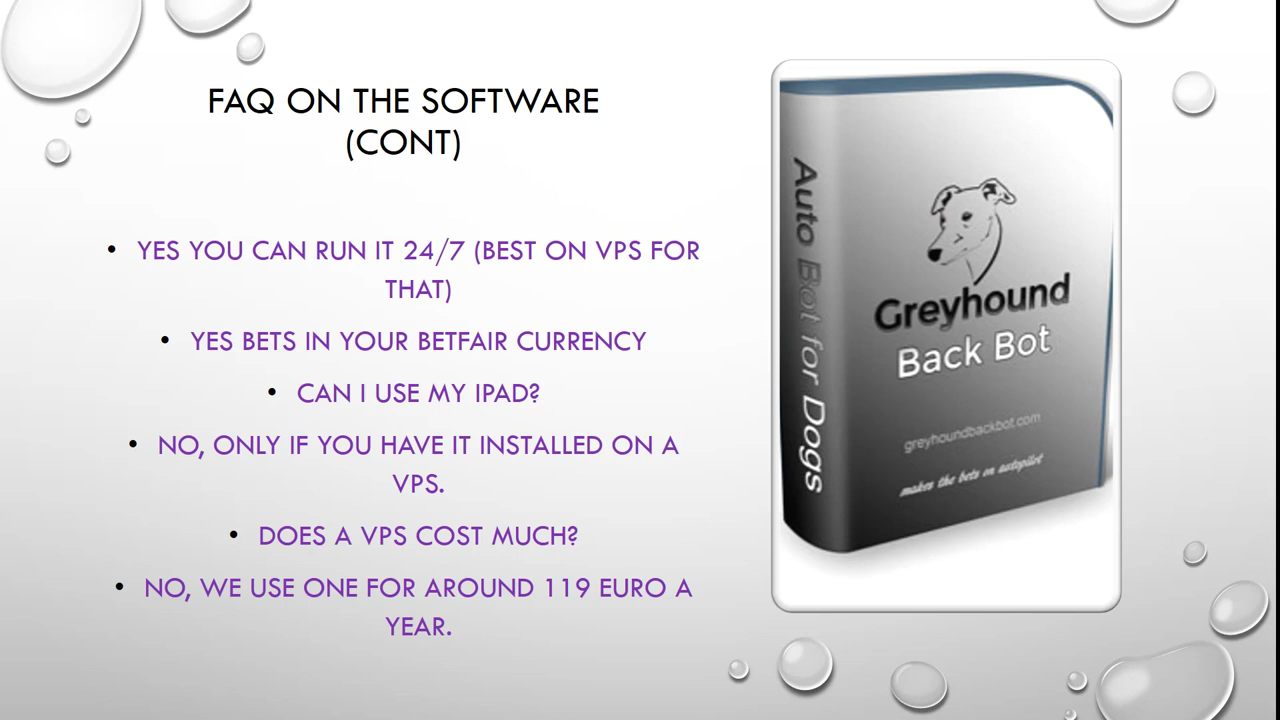 FAQ ON THE SOFTWARE
(CONT)
• YES YOU CAN RUN IT 24/7 (BEST ON VPS FOR
THAT)
• YES BETS IN YOUR BETFAIR CURRENCY
• CAN I USE MY IPAD?
• NO, ONLY IF YOU HAVE IT INSTALLED ON A
VPS.
• DOES A VPS COST MUCH?
• NO, WE USE ONE FOR AROUND 119 EURO A
YEAR.
Auto Bot for Dogs
Greyhound
Back Bot
greyhoundbackbot.com
makes the bets on autopilot